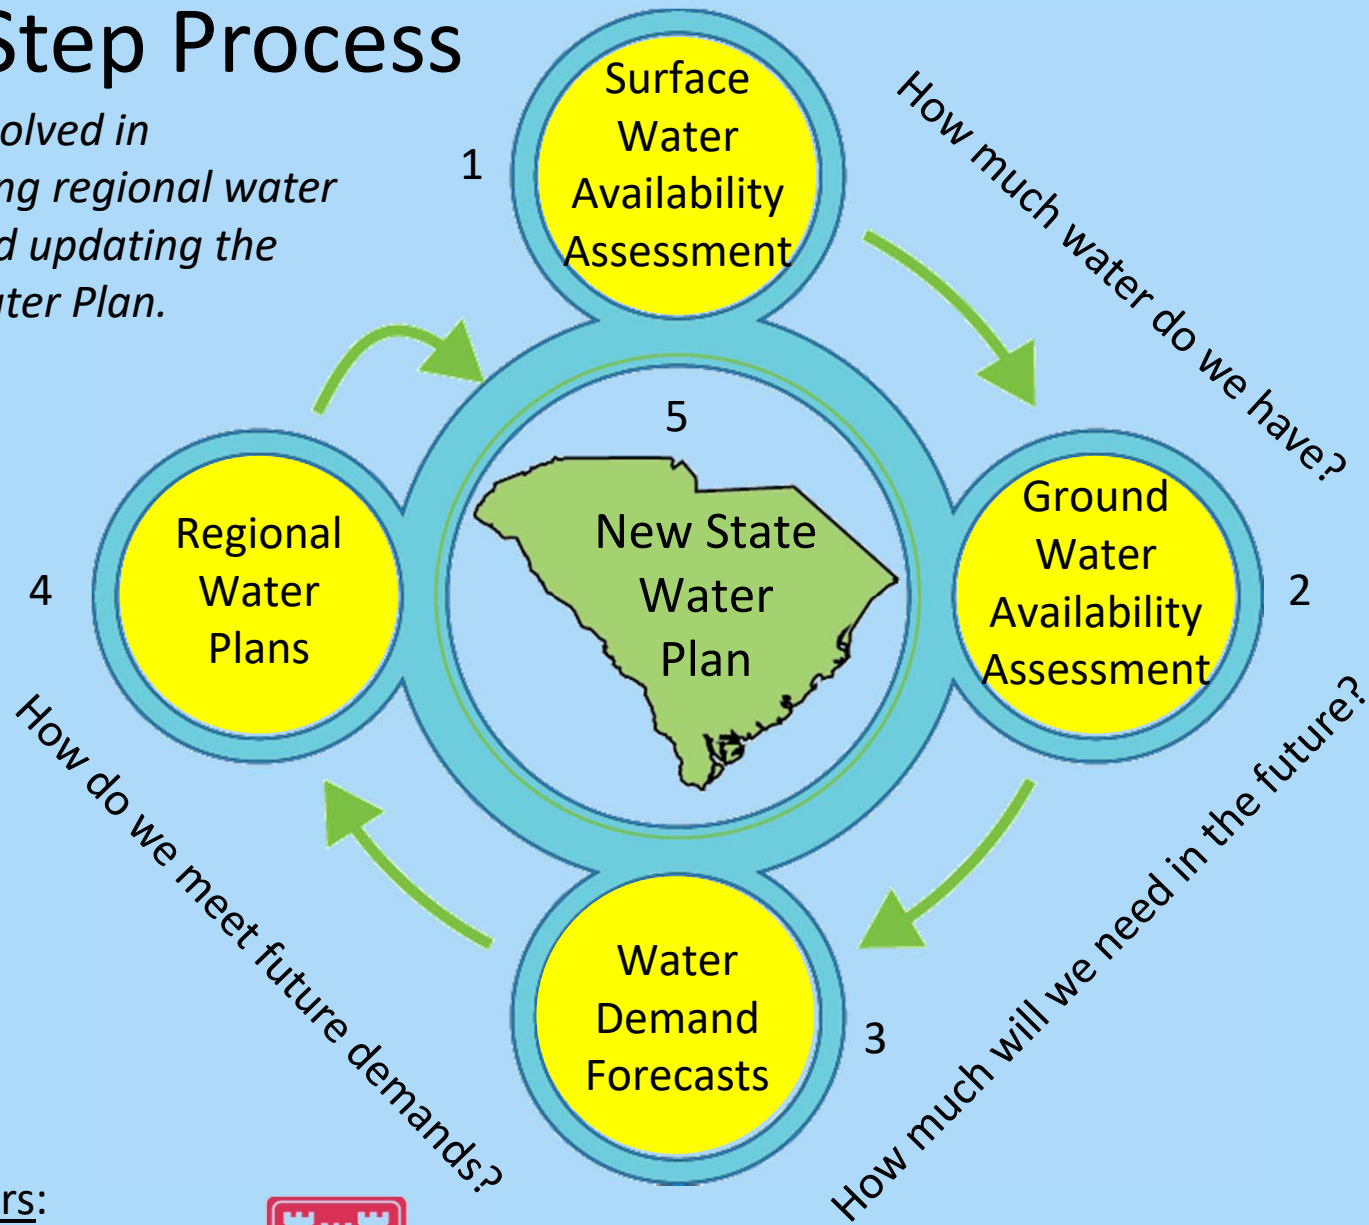 Step Process
olved in
ng regional water
d updating the
ter Plan.
1
Surface
Water
Availability
Assessment
How much water do we have?
5
New State
Water
Plan
Ground
Water
Availability
Assessment
2
Regional
Water
Plans
4
How much will we need in the future?
How do we meet future demands?
Water
Demand
Forecasts
3
rs: